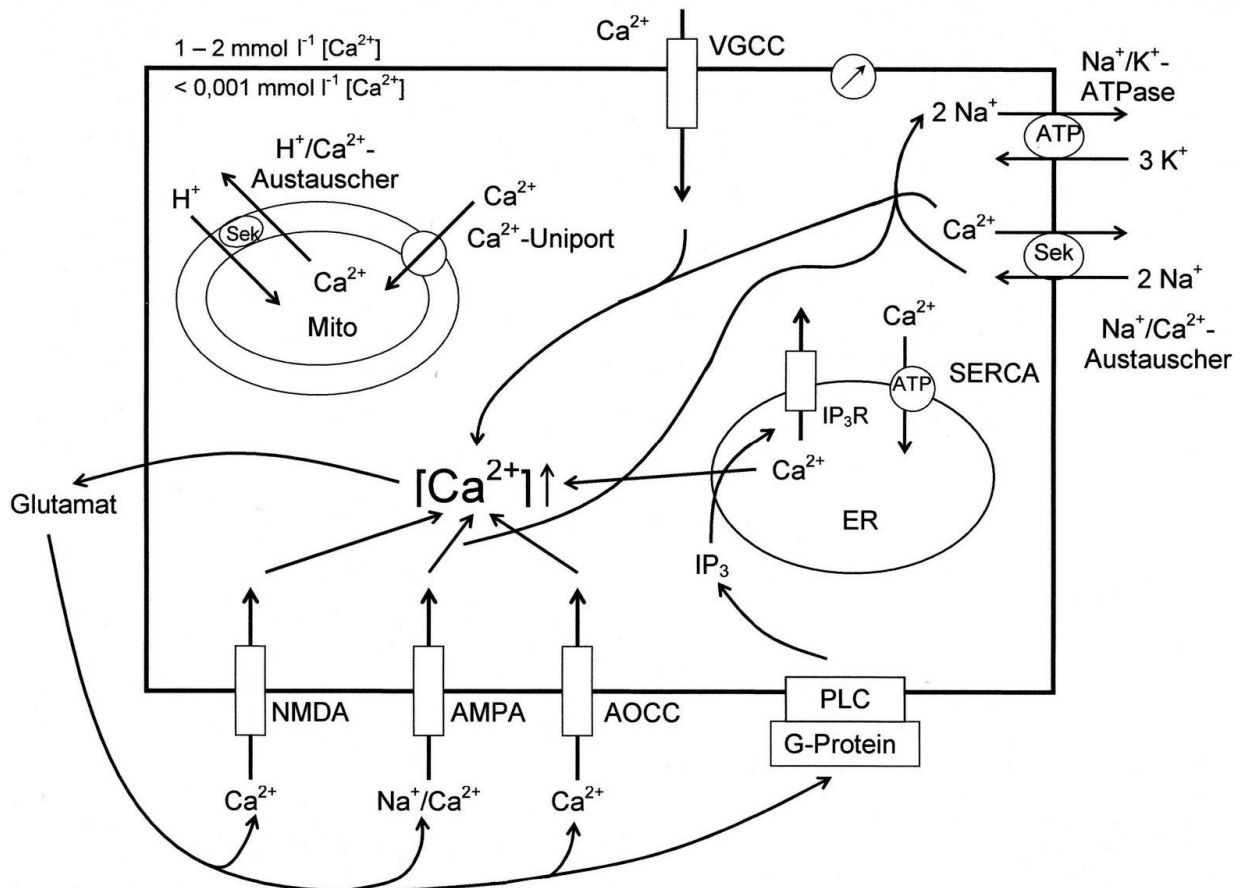 Ca²⁺
VGCC
1 – 2 mmol l⁻¹ [Ca²⁺]
< 0,001 mmol l⁻¹ [Ca²⁺]
Na⁺/K⁺-
ATPase
2 Na⁺
ATP
3 K⁺
H⁺/Ca²⁺-
Austauscher
H⁺
Sek
Ca²⁺
Ca²⁺-Uniport
Ca²⁺
Mito
Ca²⁺
Sek
2 Na⁺
Na⁺/Ca²⁺-
Austauscher
Ca²⁺
ATP
SERCA
IP₃R
Ca²⁺
ER
[Ca²⁺]↑
Glutamat
IP₃
NMDA
AMPA
AOCC
PLC
G-Protein
Ca²⁺
Na⁺/Ca²⁺
Ca²⁺